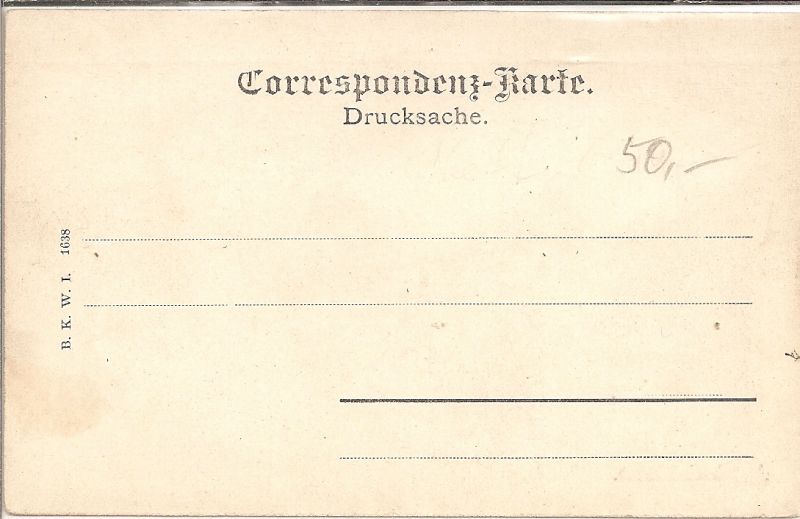 Correspondenz-Karte.
Drucksache.
50,—
B. K. W. I. 1638